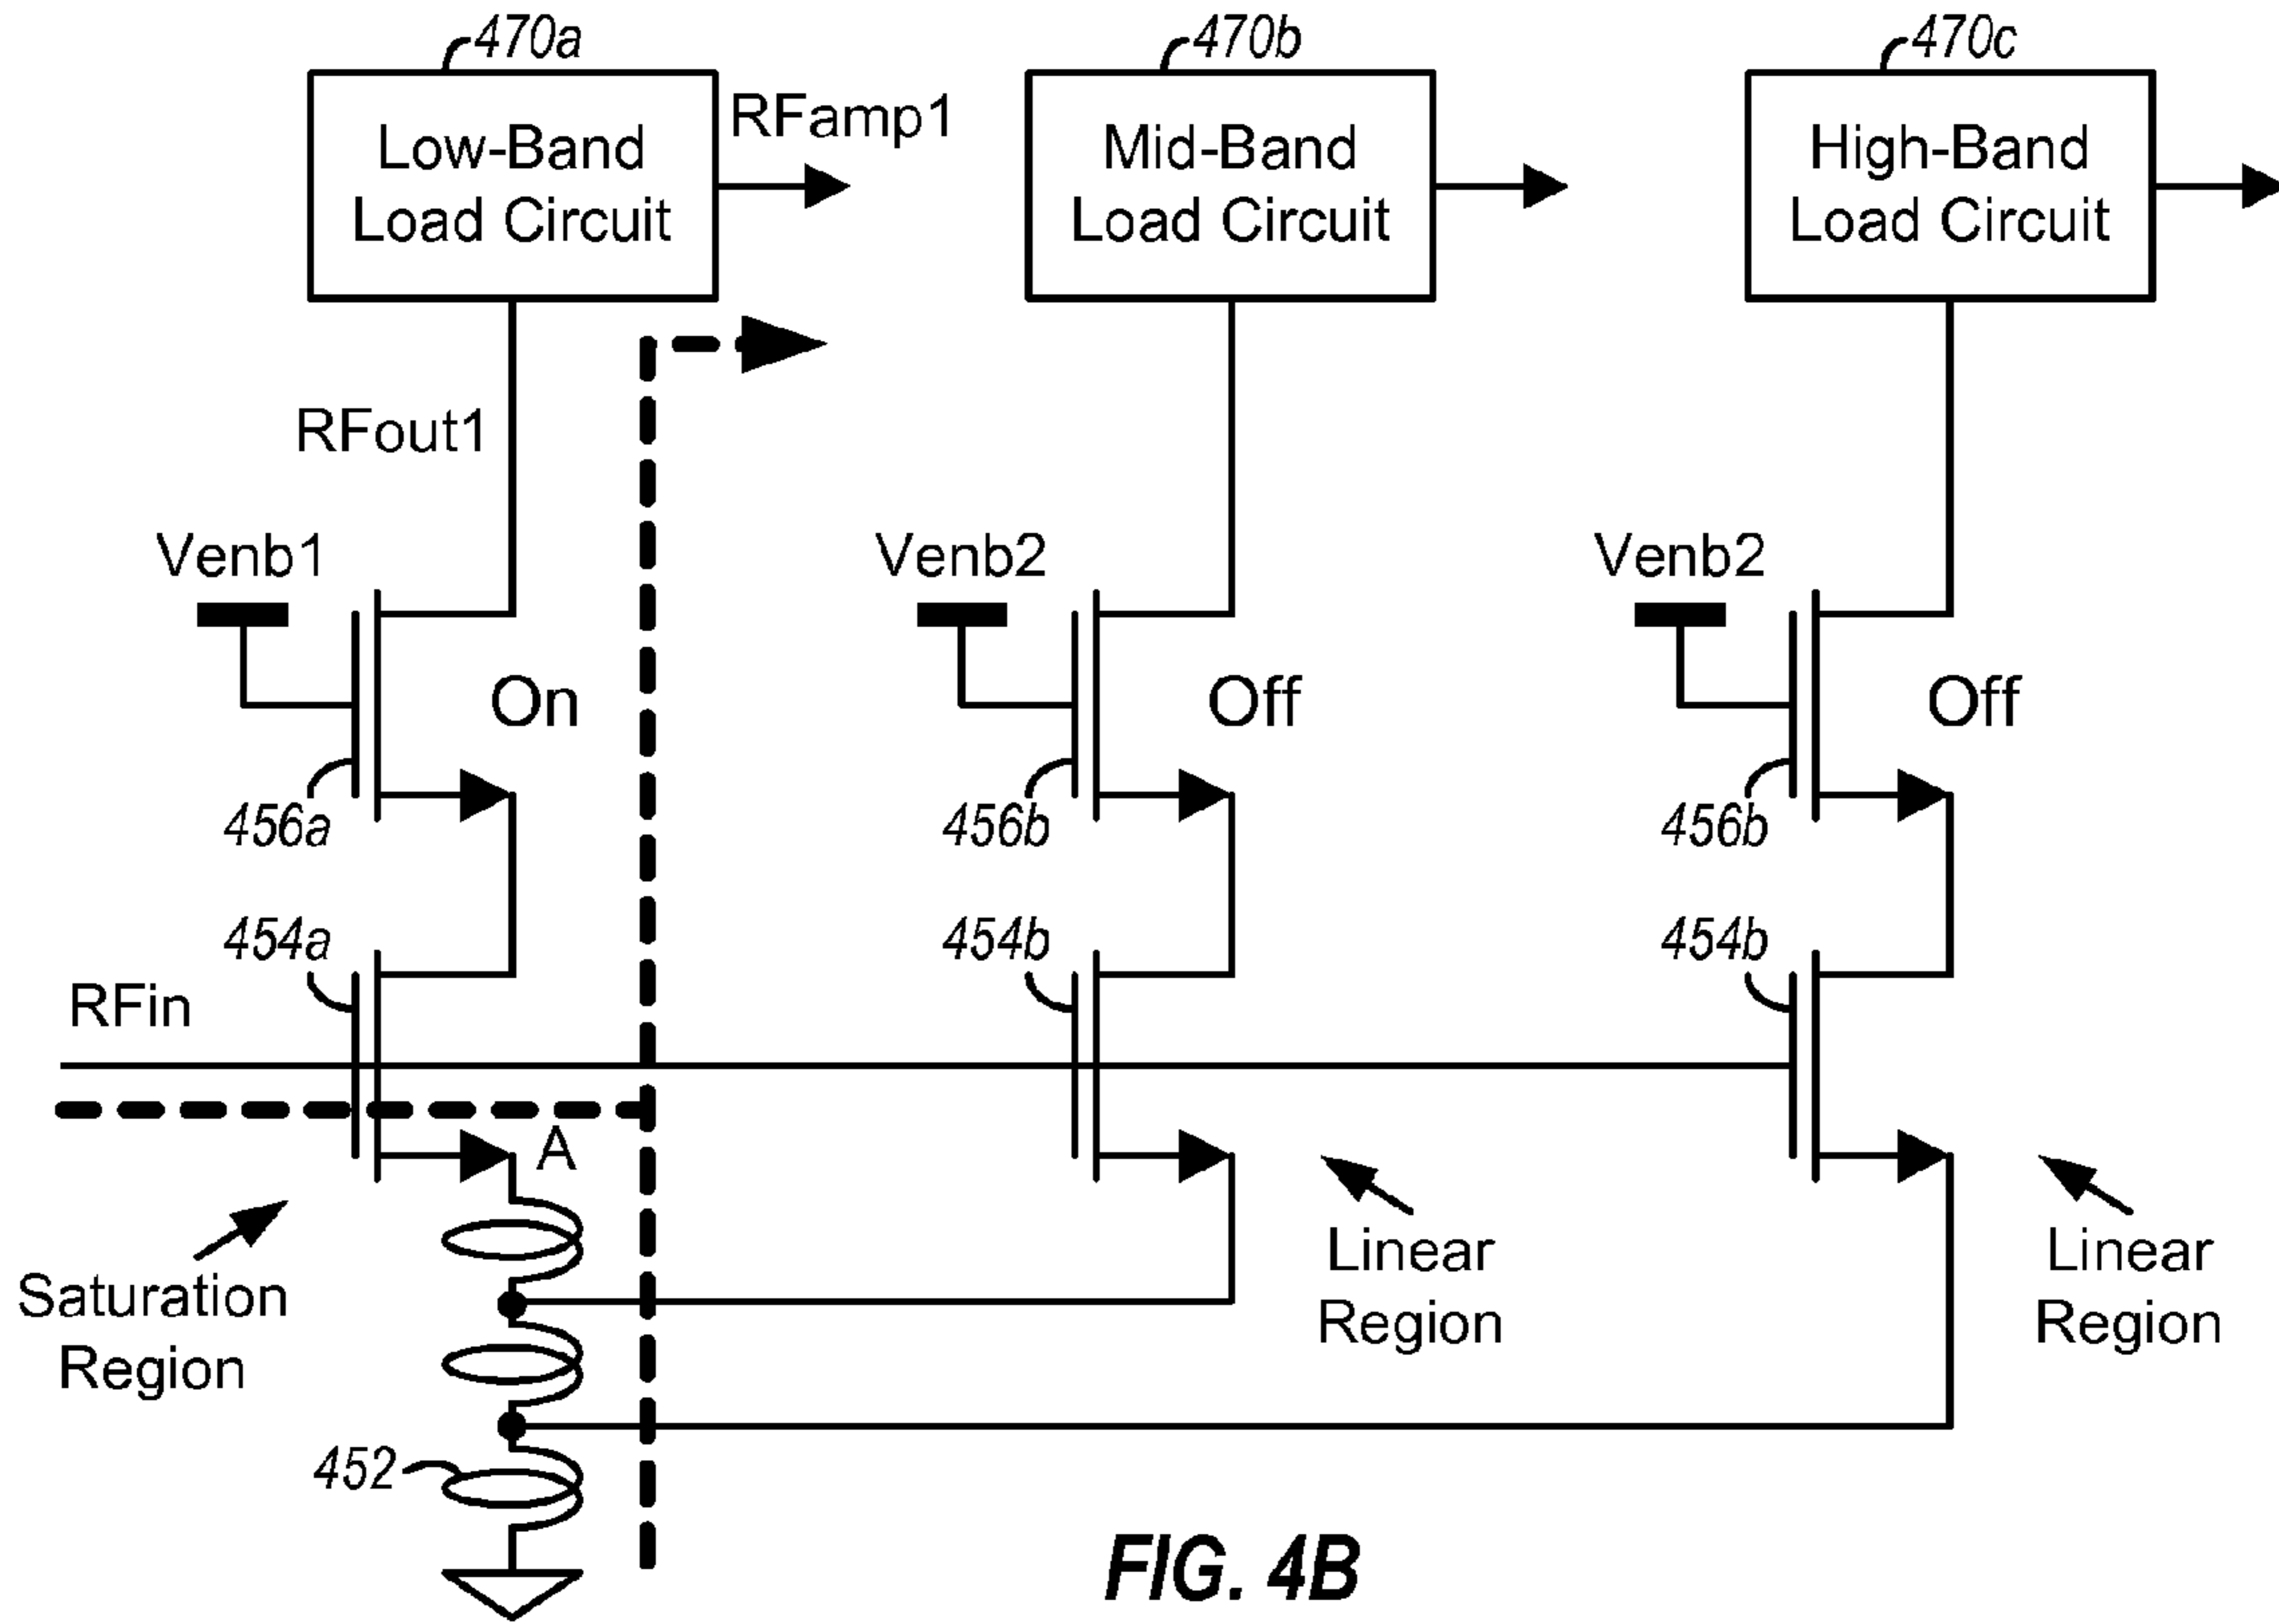 470a
470b
470c
Low-Band
Load Circuit
RFamp1
Mid-Band
Load Circuit
High-Band
Load Circuit
RFout1
Venb1
Venb2
Venb2
On
Off
Off
456a
456b
456b
454a
454b
454b
RFin
A
Saturation
Region
Linear
Region
Linear
Region
452
FIG. 4B